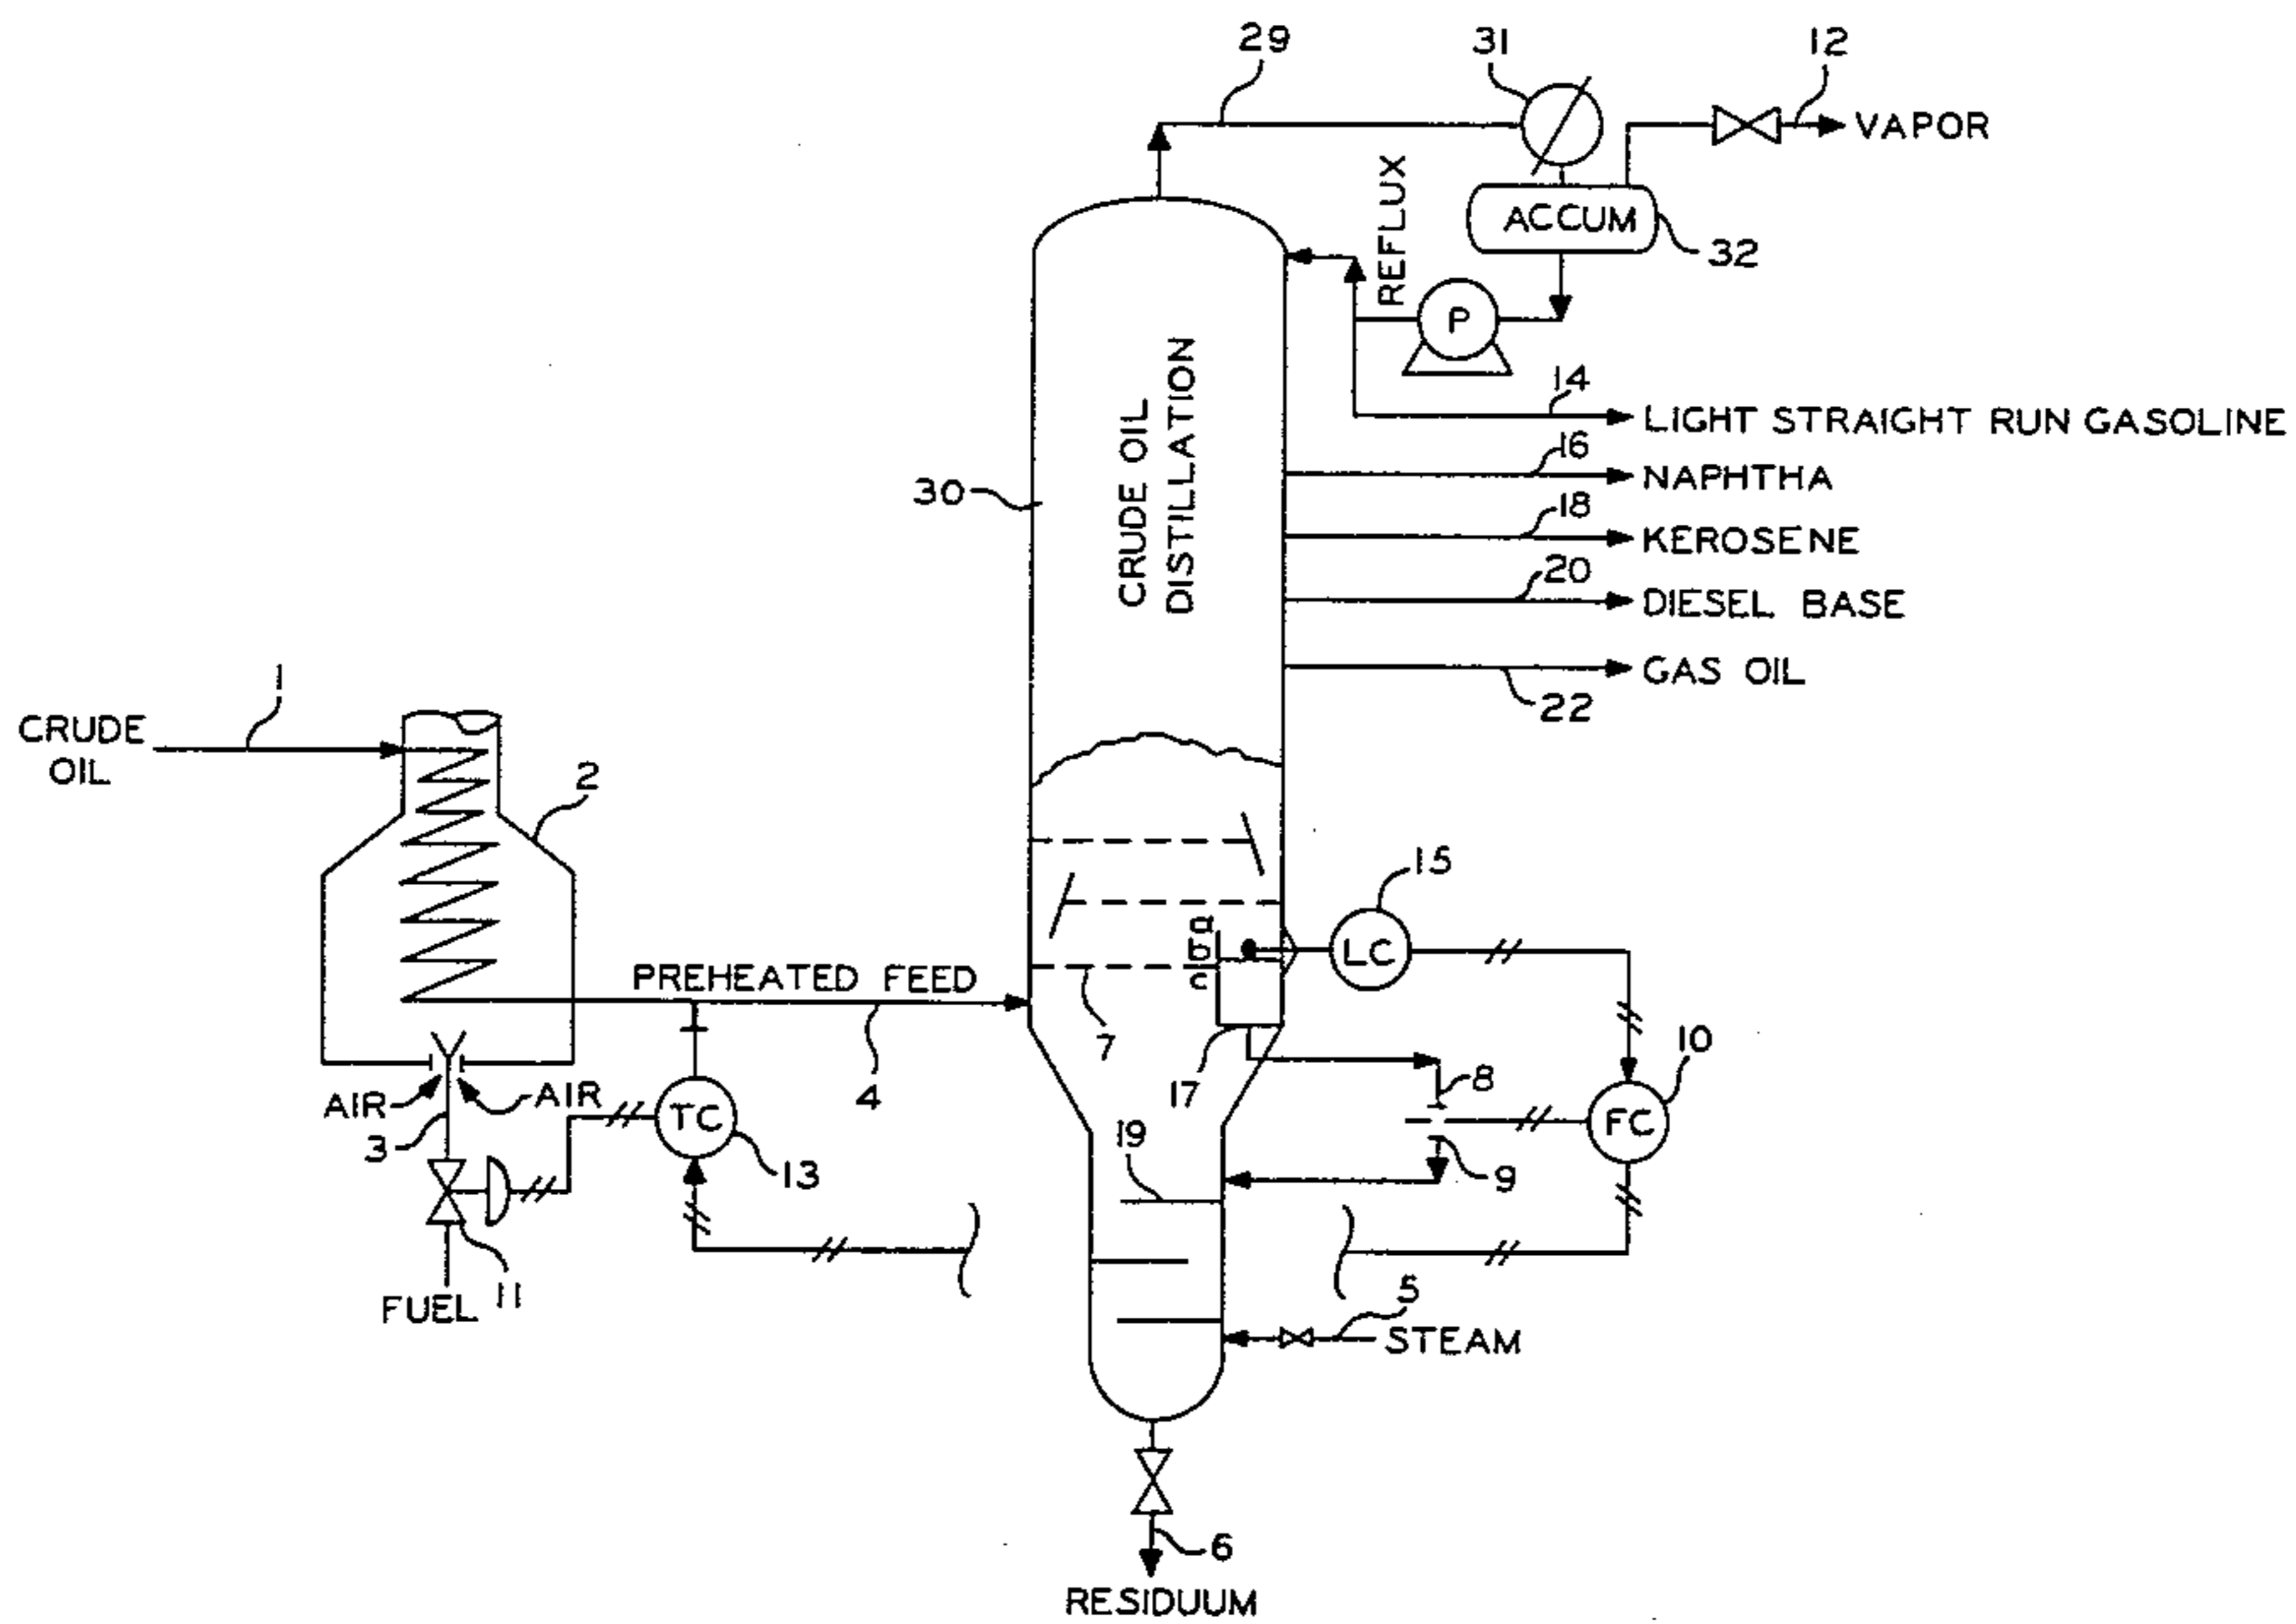 29
31
12
VAPOR
REFLUX
ACCUM
32
P
CRUDE OIL
DISTILLATION
14
LIGHT STRAIGHT RUN GASOLINE
16
NAPHTHA
30
18
KEROSENE
20
DIESEL BASE
GAS OIL
22
1
CRUDE
OIL
2
15
a
b
c
LC
PREHEATED FEED
7
4
17
8
10
FC
AIR
AIR
3
TC
13
19
9
11
FUEL
5
STEAM
6
RESIDUUM